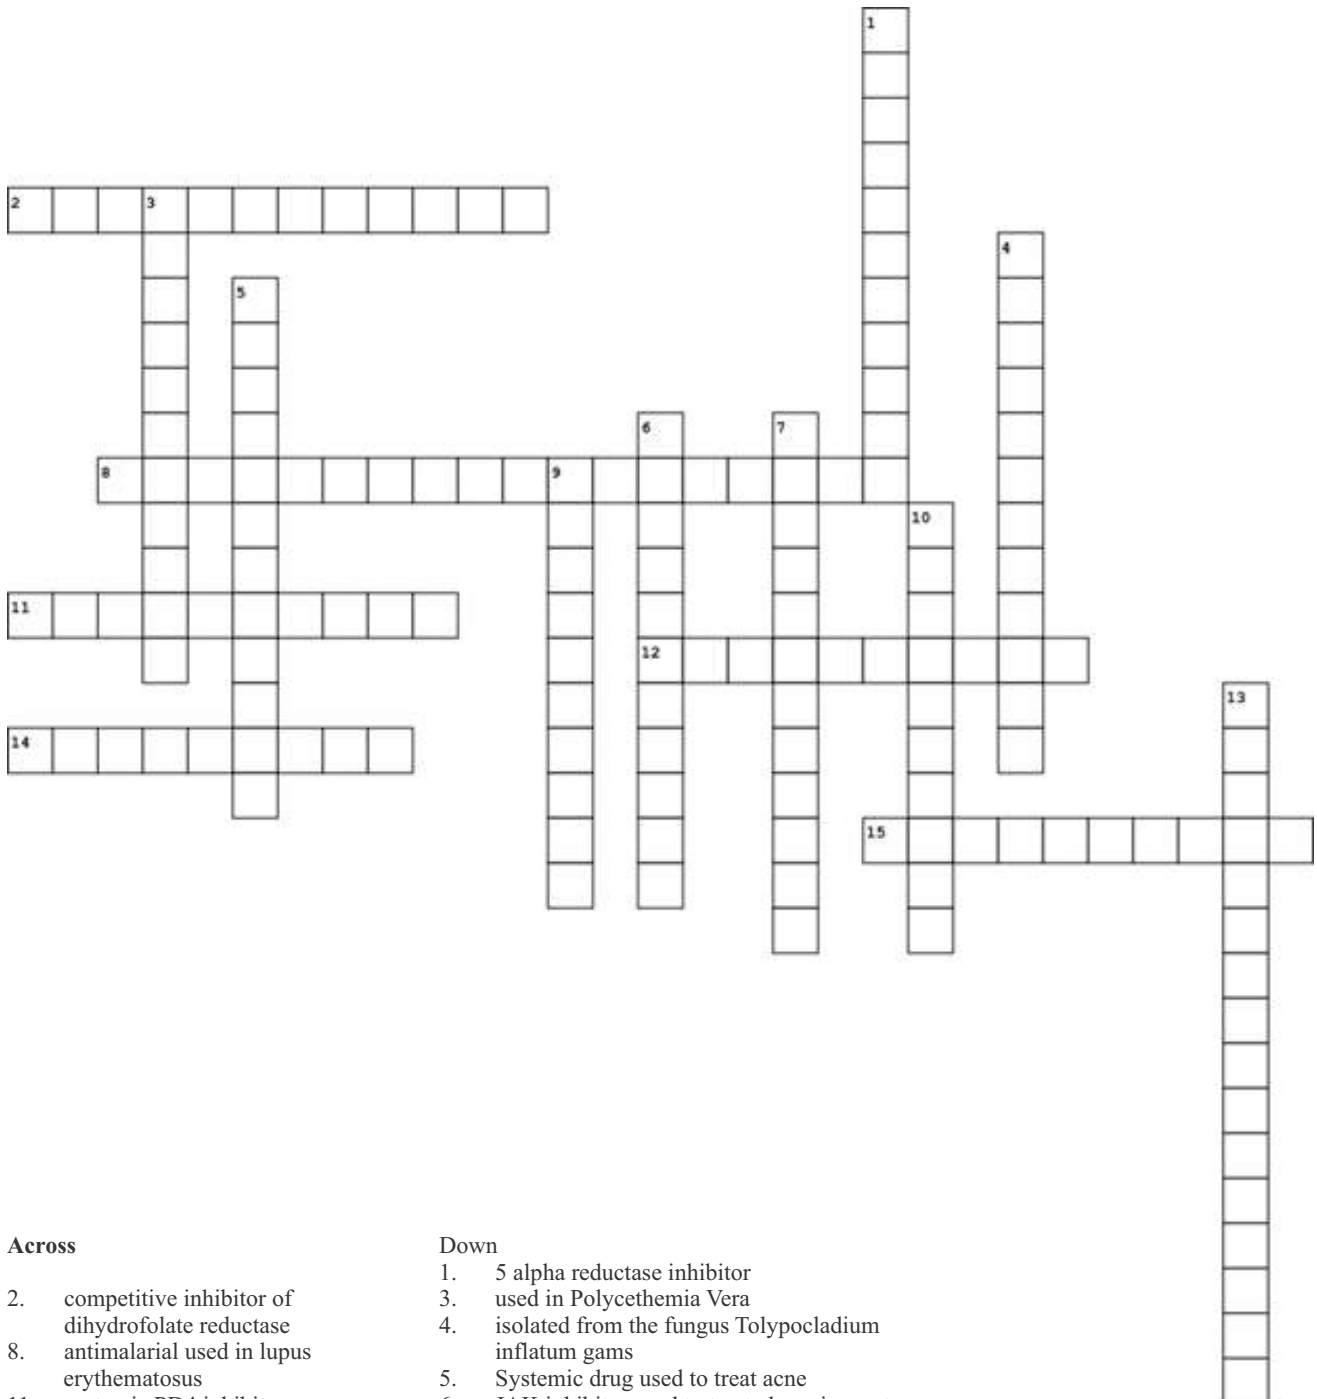 1
2
3
4
5
6
7
8
9
10
11
12
13
14
15
Across
2. competitive inhibitor of
dihydrofolate reductase
8. antimalarial used in lupus
erythematosus
Down
1. 5 alpha reductase inhibitor
3. used in Polycethemia Vera
4. isolated from the fungus Tolypocladium
inflatum gams
5. Systemic drug used to treat acne